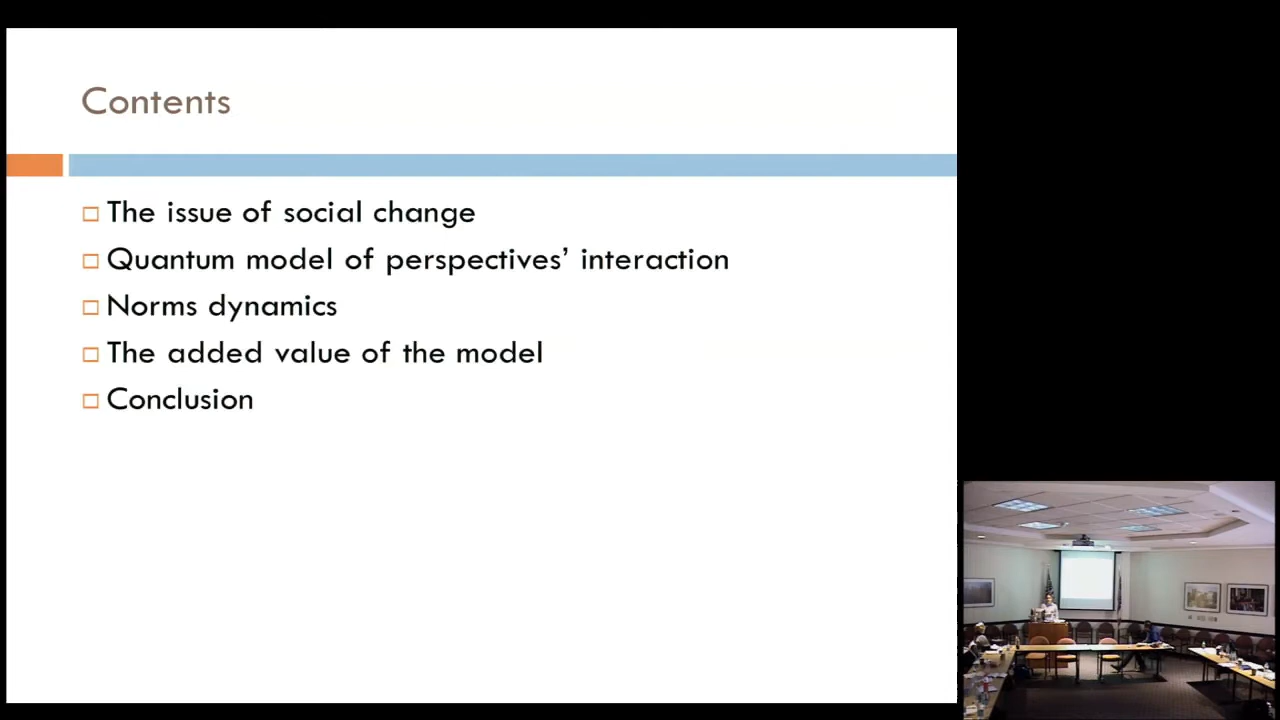 Contents
The issue of social change
Quantum model of perspectives’ interaction
Norms dynamics
The added value of the model
Conclusion